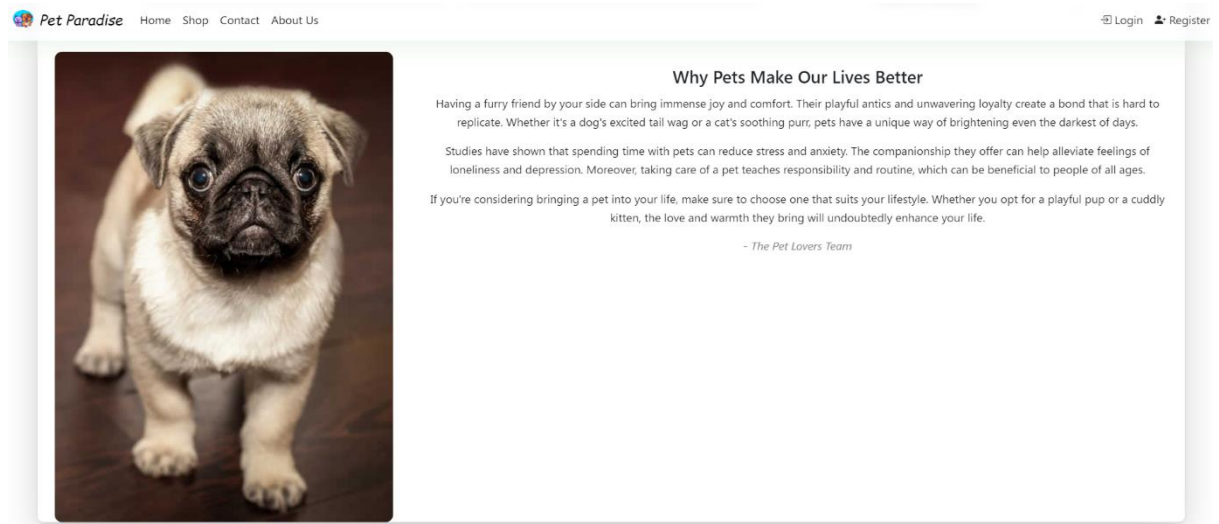 Pet Paradise Home Shop Contact About Us Login Register
Why Pets Make Our Lives Better
Having a furry friend by your side can bring immense joy and comfort. Their playful antics and unwavering loyalty create a bond that is hard to
replicate. Whether it's a dog's excited tail wag or a cat's soothing purr, pets have a unique way of brightening even the darkest of days.
Studies have shown that spending time with pets can reduce stress and anxiety. The companionship they offer can help alleviate feelings of
loneliness and depression. Moreover, taking care of a pet teaches responsibility and routine, which can be beneficial to people of all ages.
If you're considering bringing a pet into your life, make sure to choose one that suits your lifestyle. Whether you opt for a playful pup or a cuddly
kitten, the love and warmth they bring will undoubtedly enhance your life.
- The Pet Lovers Team